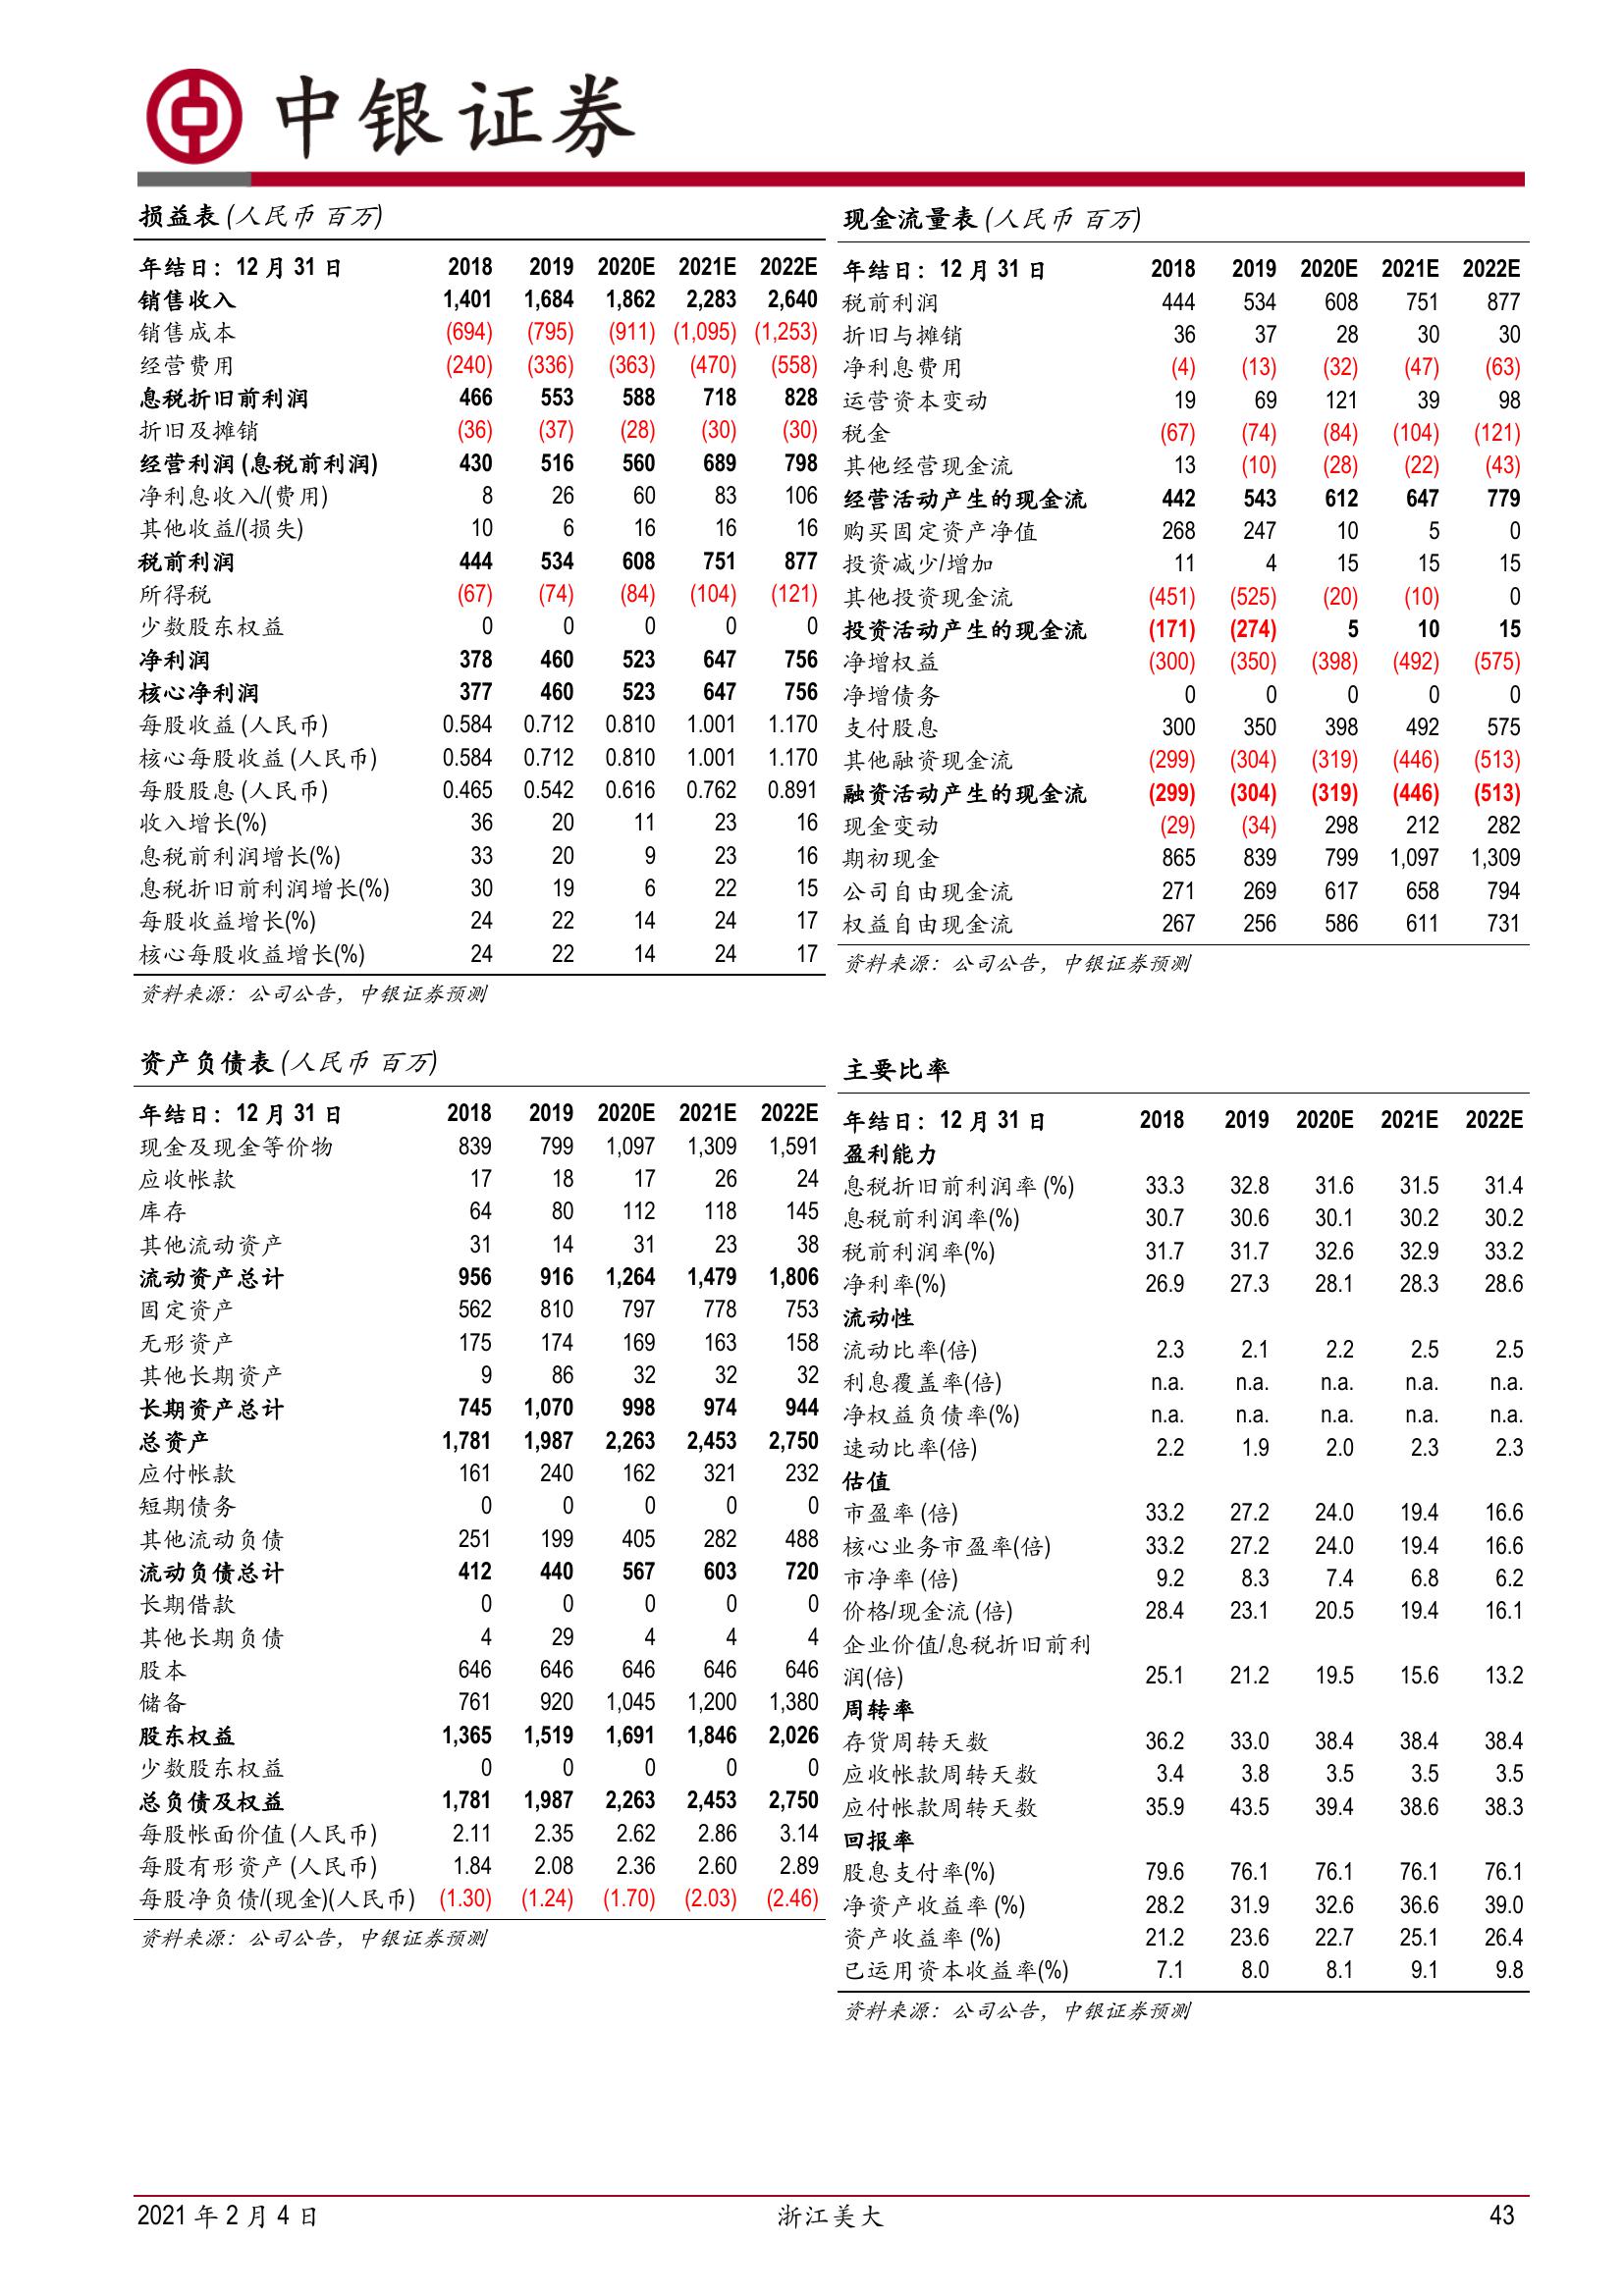 中银证券
损益表 (人民币 百万)
年结日：12 月 31 日 2018 2019 2020E 2021E 2022E
销售收入 1,401 1,684 1,862 2,283 2,640
销售成本 (694) (795) (911) (1,095) (1,253)
经营费用 (240) (336) (363) (470) (558)
息税折旧前利润 466 553 588 718 828
折旧及摊销 (36) (37) (28) (30) (30)
经营利润 (息税前利润) 430 516 560 689 798
净利息收入/(费用) 8 26 60 83 106
其他收益/(损失) 10 6 16 16 16
税前利润 444 534 608 751 877
所得税 (67) (74) (84) (104) (121)
少数股东权益 0 0 0 0 0
净利润 378 460 523 647 756
核心净利润 377 460 523 647 756
每股收益 (人民币) 0.584 0.712 0.810 1.001 1.170
核心每股收益 (人民币) 0.584 0.712 0.810 1.001 1.170
每股股息 (人民币) 0.465 0.542 0.616 0.762 0.891
收入增长(%) 36 20 11 23 16
息税前利润增长(%) 33 20 9 23 16
息税折旧前利润增长(%) 30 19 6 22 15
每股收益增长(%) 24 22 14 24 17
核心每股收益增长(%) 24 22 14 24 17
资料来源：公司公告，中银证券预测
现金流量表 (人民币 百万)
年结日：12 月 31 日 2018 2019 2020E 2021E 2022E
税前利润 444 534 608 751 877
折旧与摊销 36 37 28 30 30
净利息费用 (4) (13) (32) (47) (63)
运营资本变动 19 69 121 39 98
税金 (67) (74) (84) (104) (121)
其他经营现金流 13 (10) (28) (22) (43)
经营活动产生的现金流 442 543 612 647 779
购买固定资产净值 268 247 10 5 0
投资减少/增加 11 4 15 15 15
其他投资现金流 (451) (525) (20) (10) 0
投资活动产生的现金流 (171) (274) 5 10 15
净增权益 (300) (350) (398) (492) (575)
净增债务 0 0 0 0 0
支付股息 300 350 398 492 575
其他融资现金流 (299) (304) (319) (446) (513)
融资活动产生的现金流 (299) (304) (319) (446) (513)
现金变动 (29) (34) 298 212 282
期初现金 865 839 799 1,097 1,309
公司自由现金流 271 269 617 658 794
权益自由现金流 267 256 586 611 731
资料来源：公司公告，中银证券预测
资产负债表 (人民币 百万)
年结日：12 月 31 日 2018 2019 2020E 2021E 2022E
现金及现金等价物 839 799 1,097 1,309 1,591
应收帐款 17 18 17 26 24
库存 64 80 112 118 145
其他流动资产 31 14 31 23 38
流动资产总计 956 916 1,264 1,479 1,806
固定资产 562 810 797 778 753
无形资产 175 174 169 163 158
其他长期资产 9 86 32 32 32
长期资产总计 745 1,070 998 974 944
总资产 1,781 1,987 2,263 2,453 2,750
应付帐款 161 240 162 321 232
短期债务 0 0 0 0 0
其他流动负债 251 199 405 282 488
流动负债总计 412 440 567 603 720
长期借款 0 0 0 0 0
其他长期负债 4 29 4 4 4
股本 646 646 646 646 646
储备 761 920 1,045 1,200 1,380
股东权益 1,365 1,519 1,691 1,846 2,026
少数股东权益 0 0 0 0 0
总负债及权益 1,781 1,987 2,263 2,453 2,750
每股帐面价值 (人民币) 2.11 2.35 2.62 2.86 3.14
每股有形资产 (人民币) 1.84 2.08 2.36 2.60 2.89
每股净负债/(现金)(人民币) (1.30) (1.24) (1.70) (2.03) (2.46)
资料来源：公司公告，中银证券预测
主要比率
年结日：12 月 31 日 2018 2019 2020E 2021E 2022E
盈利能力
息税折旧前利润率 (%) 33.3 32.8 31.6 31.5 31.4
息税前利润率(%) 30.7 30.6 30.1 30.2 30.2
税前利润率(%) 31.7 31.7 32.6 32.9 33.2
净利率(%) 26.9 27.3 28.1 28.3 28.6
流动性
流动比率(倍) 2.3 2.1 2.2 2.5 2.5
利息覆盖率(倍) n.a. n.a. n.a. n.a. n.a.
净权益负债率(%) n.a. n.a. n.a. n.a. n.a.
速动比率(倍) 2.2 1.9 2.0 2.3 2.3
估值
市盈率 (倍) 33.2 27.2 24.0 19.4 16.6
核心业务市盈率(倍) 33.2 27.2 24.0 19.4 16.6
市净率 (倍) 9.2 8.3 7.4 6.8 6.2
价格/现金流 (倍) 28.4 23.1 20.5 19.4 16.1
企业价值/息税折旧前利
润(倍) 25.1 21.2 19.5 15.6 13.2
周转率
存货周转天数 36.2 33.0 38.4 38.4 38.4
应收帐款周转天数 3.4 3.8 3.5 3.5 3.5
应付帐款周转天数 35.9 43.5 39.4 38.6 38.3
回报率
股息支付率(%) 79.6 76.1 76.1 76.1 76.1
净资产收益率 (%) 28.2 31.9 32.6 36.6 39.0
资产收益率 (%) 21.2 23.6 22.7 25.1 26.4
已运用资本收益率(%) 7.1 8.0 8.1 9.1 9.8
资料来源：公司公告，中银证券预测
2021 年 2 月 4 日 浙江美大 43